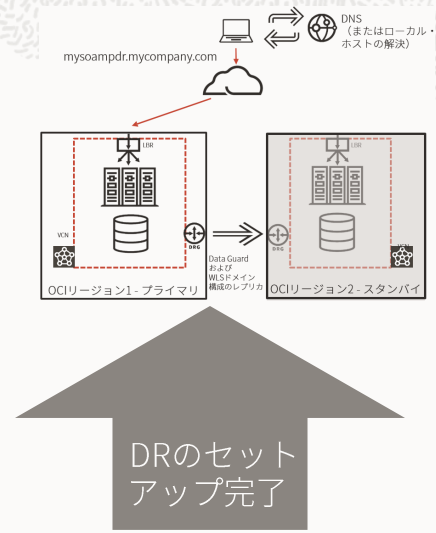 DNS
（またはローカル・
ホストの解決）
mysoampdr.mycompany.com
LBR
LBR
VCN
DRG
DRG
Data Guard
および
WLSドメイン
構成のレプリカ
OCIリージョン1 - プライマリ
OCIリージョン2 - スタンバイ
DRのセット
アップ完了